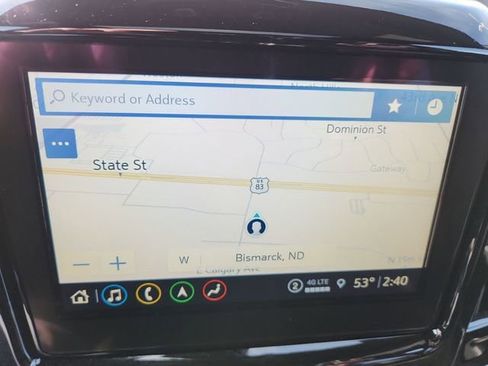 Keyword or Address
Dominion St
Gateway
State St
US
83
W
Bismarck, ND
E Calgary Ave
2 4G LTE 53° 2:40